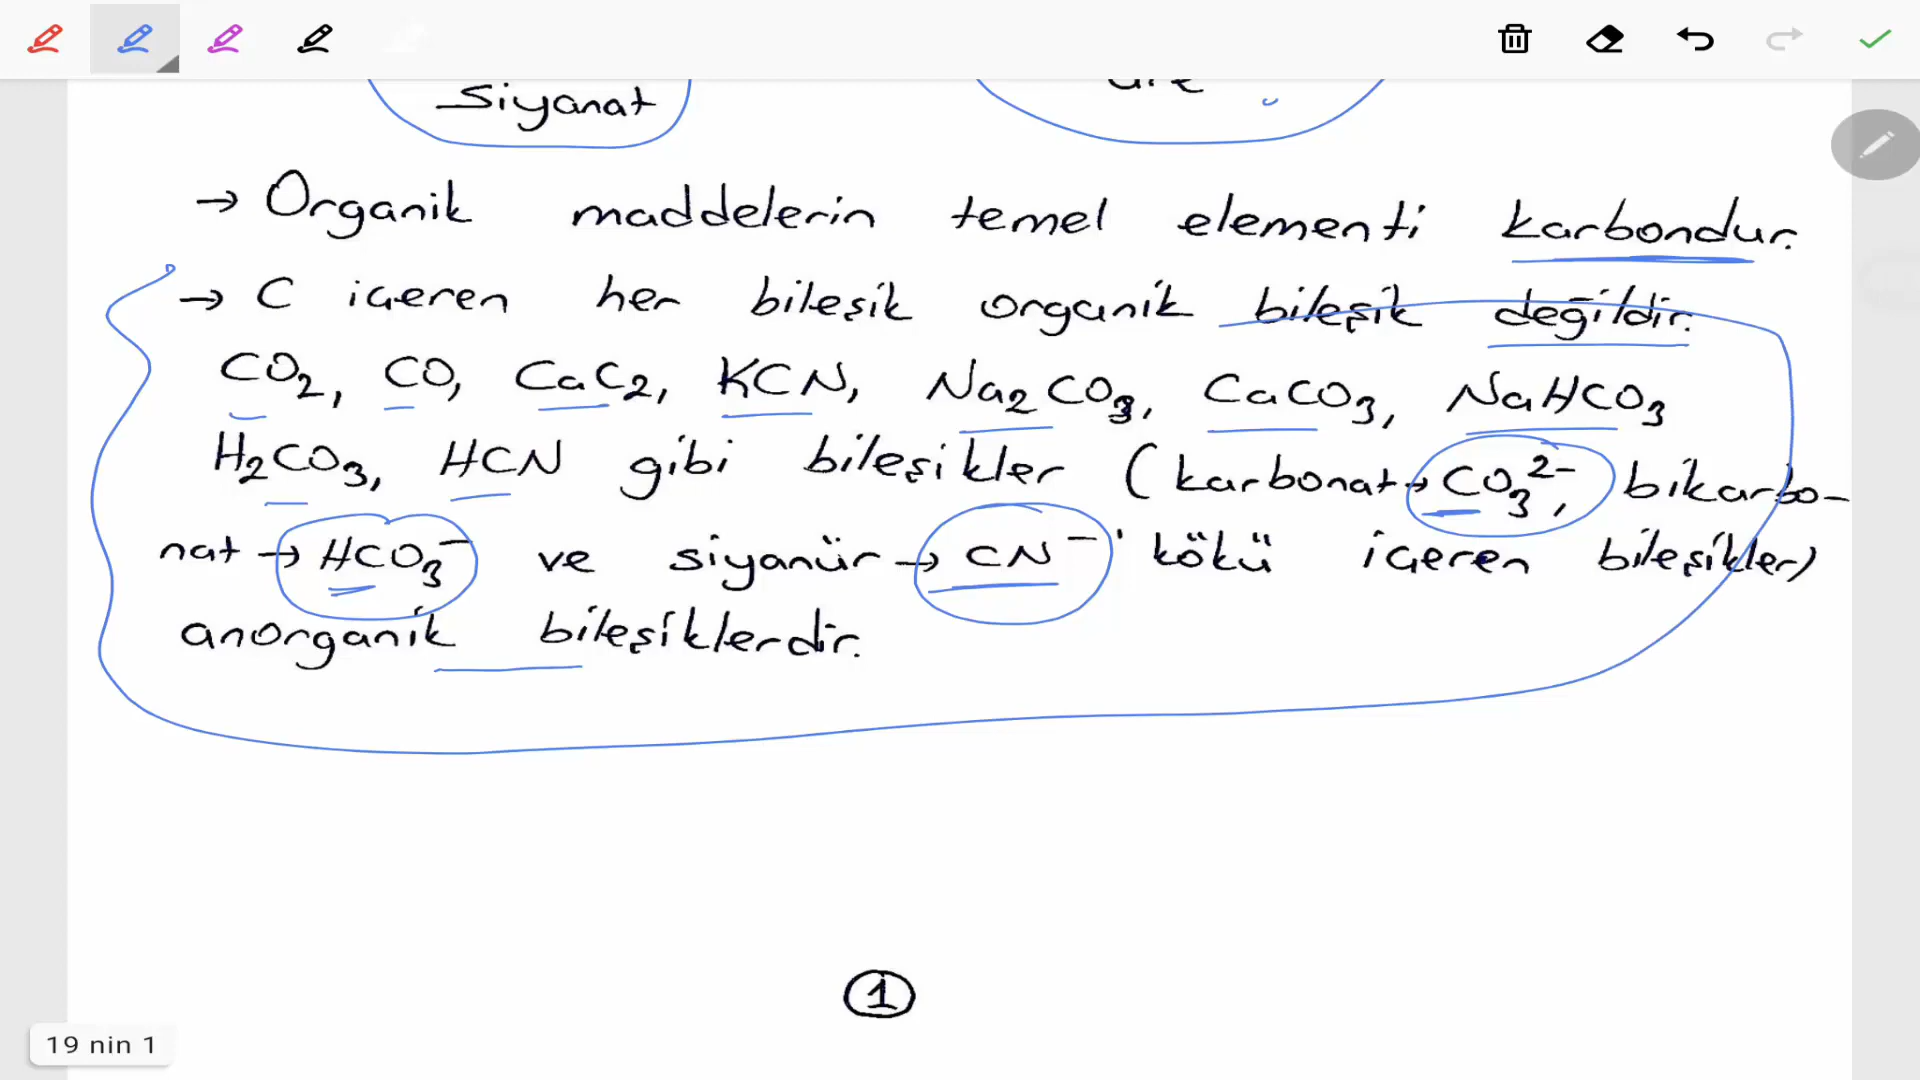 Siyanat
→ Organik maddelerin temel elementi karbondur.
→ C içeren her bileşik organik bileşik değildir.
CO2, CO, CaC2, KCN, Na2CO3, CaCO3, NaHCO3
H2CO3, HCN gibi bileşikler (karbonat→ CO3²⁻, bikarbo-
nat → HCO3⁻ ve siyanür → CN⁻ ' kökü içeren bileşikler)
anorganik bileşiklerdir.
1
19 nin 1